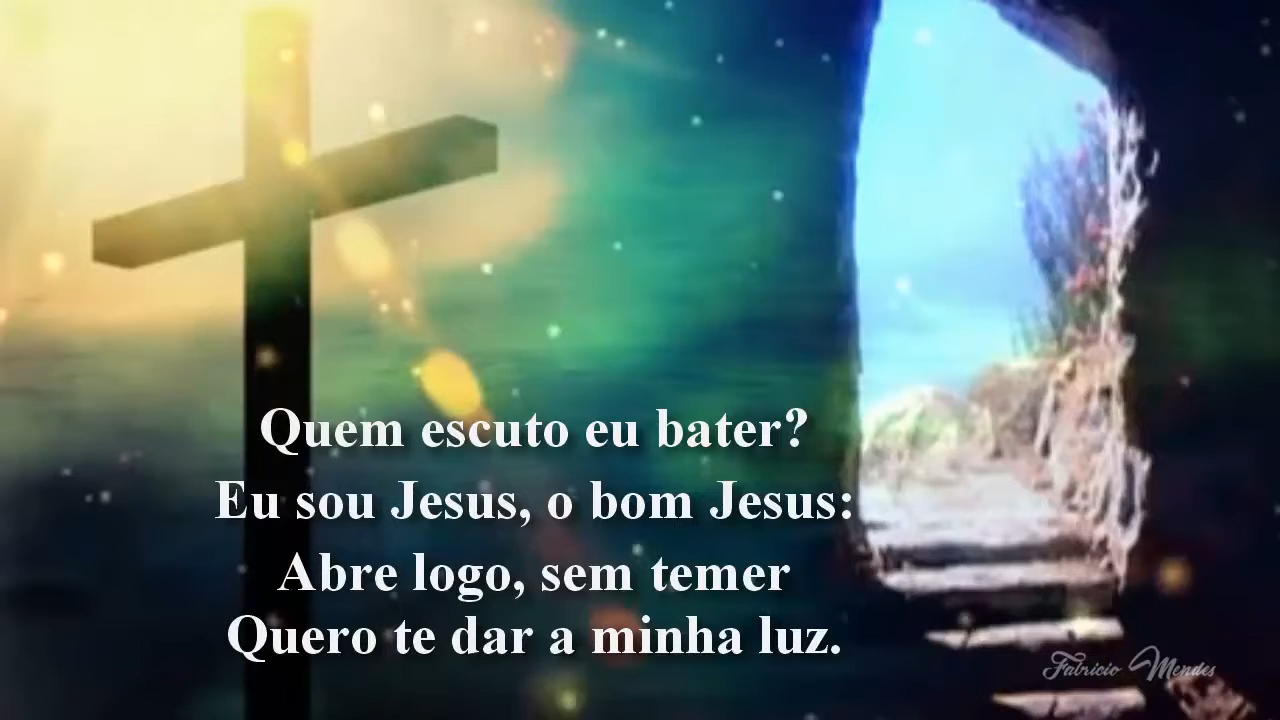 Quem escuto eu bater?
Eu sou Jesus, o bom Jesus:
Abre logo, sem temer
Quero te dar a minha luz.
Fabricio Mendes